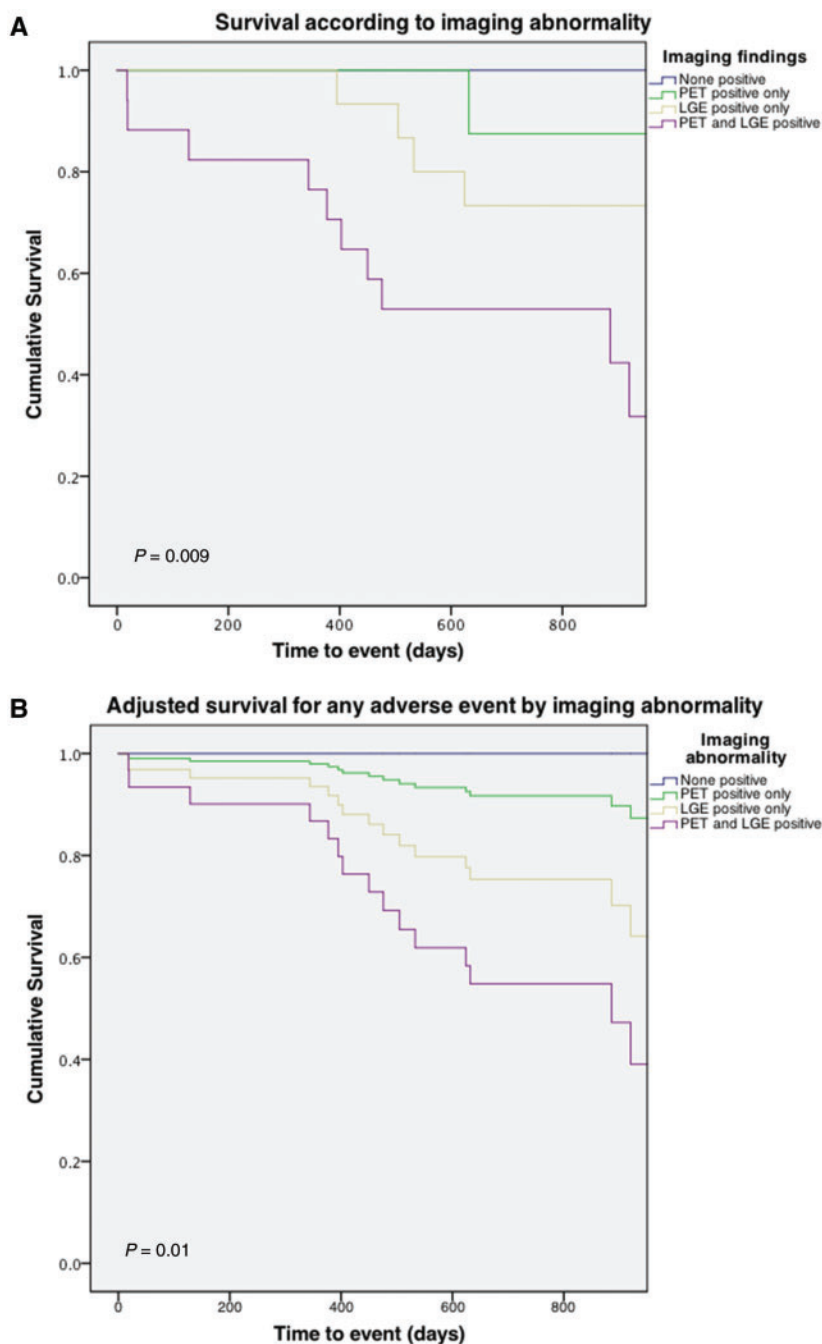 A
Survival according to imaging abnormality
Imaging findings
None positive
PET positive only
LGE positive only
PET and LGE positive
1.0
0.8
0.6
0.4
0.2
0.0
Cumulative Survival
P = 0.009
0 200 400 600 800
Time to event (days)
B
Adjusted survival for any adverse event by imaging abnormality
Imaging
abnormality
None positive
PET positive only
LGE positive only
PET and LGE positive
1.0
0.8
0.6
0.4
0.2
0.0
Cumulative Survival
P = 0.01
0 200 400 600 800
Time to event (days)